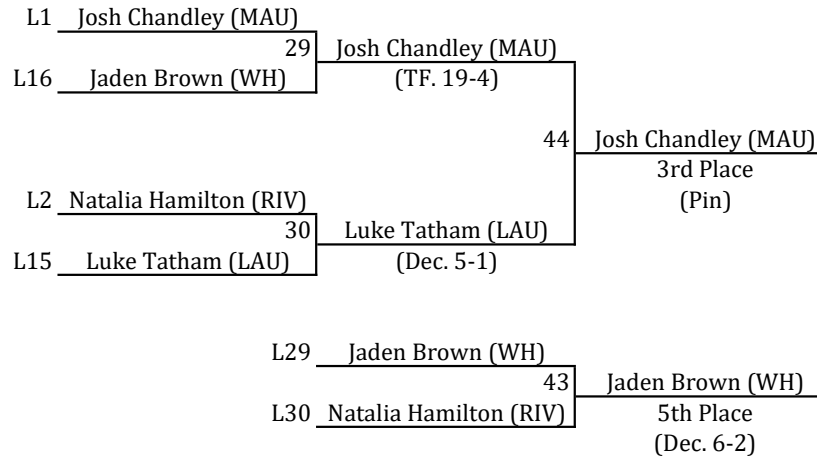 L1 Josh Chandley (MAU)
29 Josh Chandley (MAU)
L16 Jaden Brown (WH) (TF. 19-4)
44 Josh Chandley (MAU)
3rd Place
L2 Natalia Hamilton (RIV) (Pin)
30 Luke Tatham (LAU)
L15 Luke Tatham (LAU) (Dec. 5-1)
L29 Jaden Brown (WH)
43 Jaden Brown (WH)
L30 Natalia Hamilton (RIV) 5th Place
(Dec. 6-2)